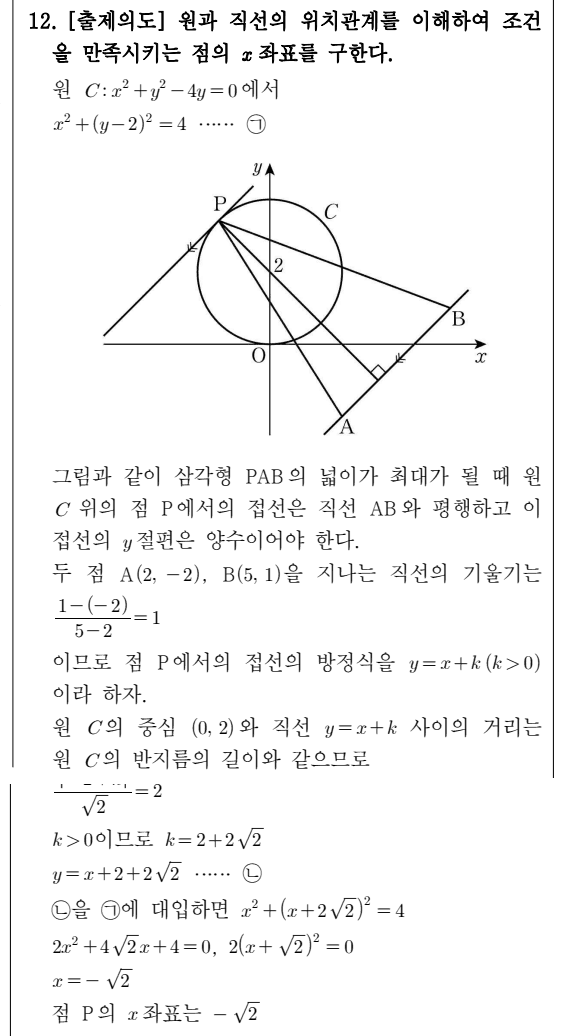 12. [출제의도] 원과 직선의 위치관계를 이해하여 조건
을 만족시키는 점의 x좌표를 구한다.
원 C: x² + y² − 4y = 0에서
x² + (y−2)² = 4 …… ㉠
y
P
C
2
B
O
x
A
그림과 같이 삼각형 PAB의 넓이가 최대가 될 때 원
C 위의 점 P에서의 접선은 직선 AB와 평행하고 이
접선의 y절편은 양수이어야 한다.
두 점 A(2, −2), B(5, 1)을 지나는 직선의 기울기는
\frac{1−(−2)}{5−2} = 1
이므로 점 P에서의 접선의 방정식을 y = x + k (k > 0)
이라 하자.
원 C의 중심 (0, 2)와 직선 y = x + k 사이의 거리는
원 C의 반지름의 길이와 같으므로
√2 = 2
k > 0이므로 k = 2 + 2√2
y = x + 2 + 2√2 …… ㉡
㉡을 ㉠에 대입하면 x² + (x + 2√2)² = 4
2x² + 4√2x + 4 = 0, 2(x + √2)² = 0
x = −√2
점 P의 x좌표는 −√2